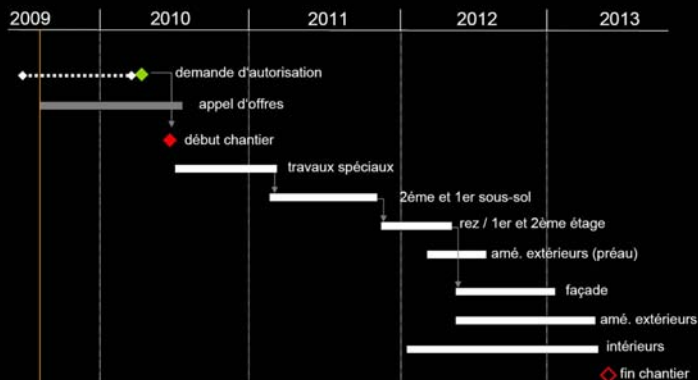 2009 2010 2011 2012 2013
demande d'autorisation
appel d'offres
début chantier
travaux spéciaux
2éme et 1er sous-sol
rez / 1er et 2ème étage
amé. extérieurs (préau)
façade
amé. extérieurs
intérieurs
fin chantier